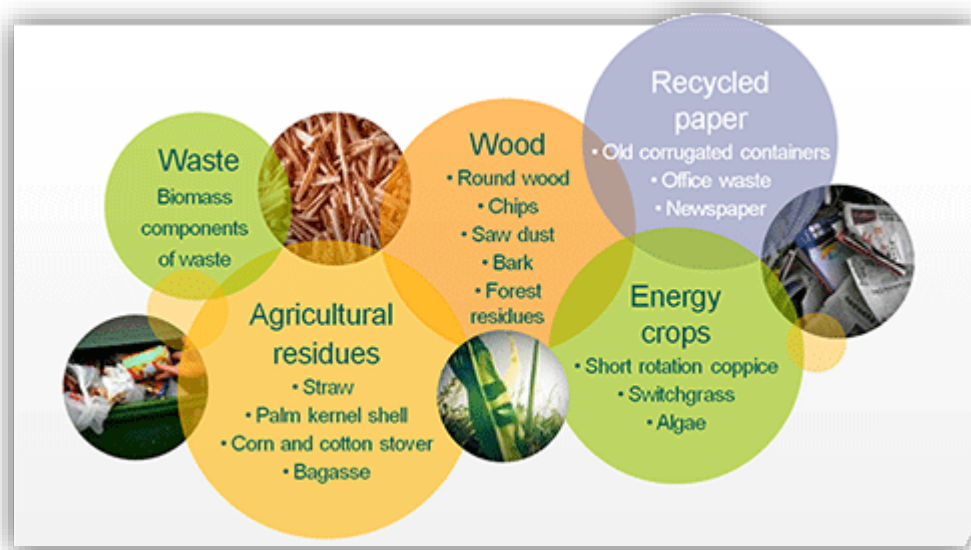 Waste
Biomass
components
of waste
Agricultural
residues
• Straw
• Palm kernel shell
• Corn and cotton stover
• Bagasse
Wood
• Round wood
• Chips
• Saw dust
• Bark
• Forest
residues
Recycled
paper
• Old corrugated containers
• Office waste
• Newspaper
Energy
crops
• Short rotation coppice
• Switchgrass
• Algae